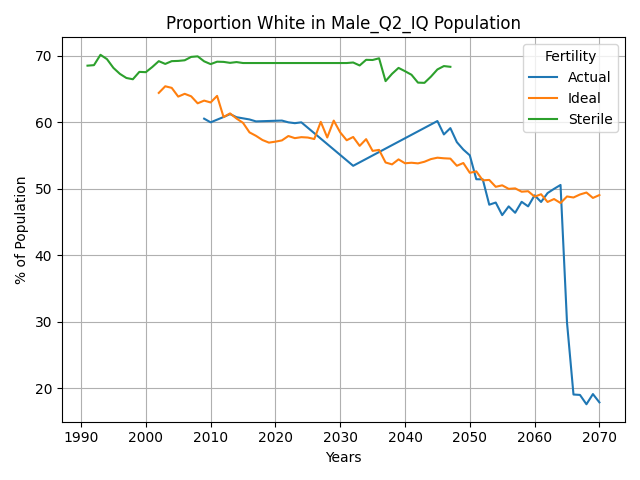 Proportion White in Male_Q2_IQ Population
Fertility
Actual
Ideal
Sterile
% of Population
70
60
50
40
30
20
1990 2000 2010 2020 2030 2040 2050 2060 2070
Years